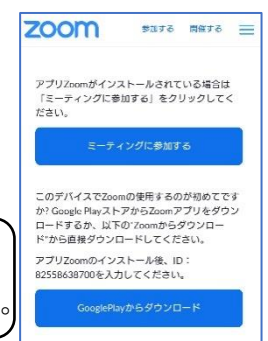 zoom 参加する 開催する
アプリZoomがインストールされている場合は
「ミーティングに参加する」をクリックしてく
ださい。
ミーティングに参加する
このデバイスでZoomの使用するのが初めてです
か? Google PlayストアからZoomアプリをダウン
ロードするか、以下の"Zoomからダウンロー
ド"から直接ダウンロードしてください。
アプリZoomのインストール後、ID：
82558638700を入力してください。
GooglePlayからダウンロード
。